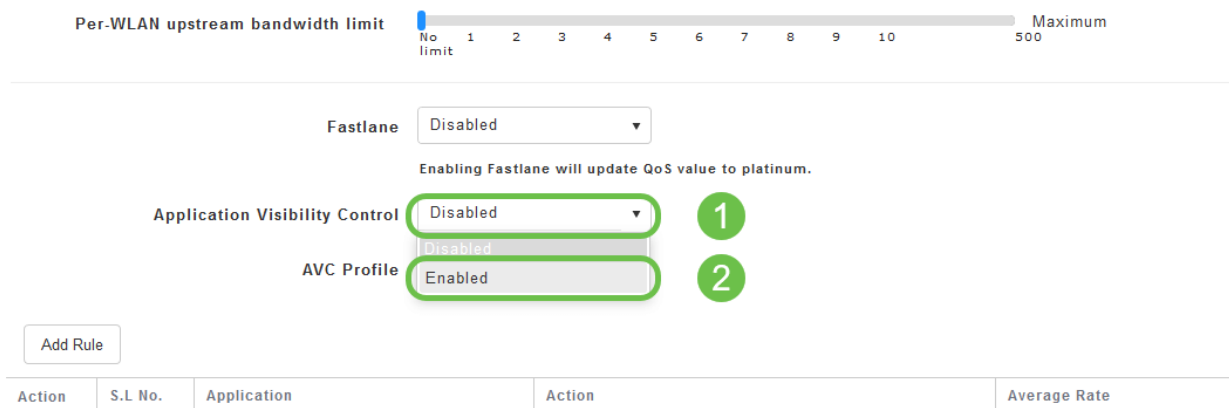 Per-WLAN upstream bandwidth limit
Maximum
No limit 1 2 3 4 5 6 7 8 9 10 500
Fastlane Disabled
Enabling Fastlane will update QoS value to platinum.
Application Visibility Control Disabled 1
Disabled
AVC Profile Enabled 2
Add Rule
Action S.L No. Application Action Average Rate